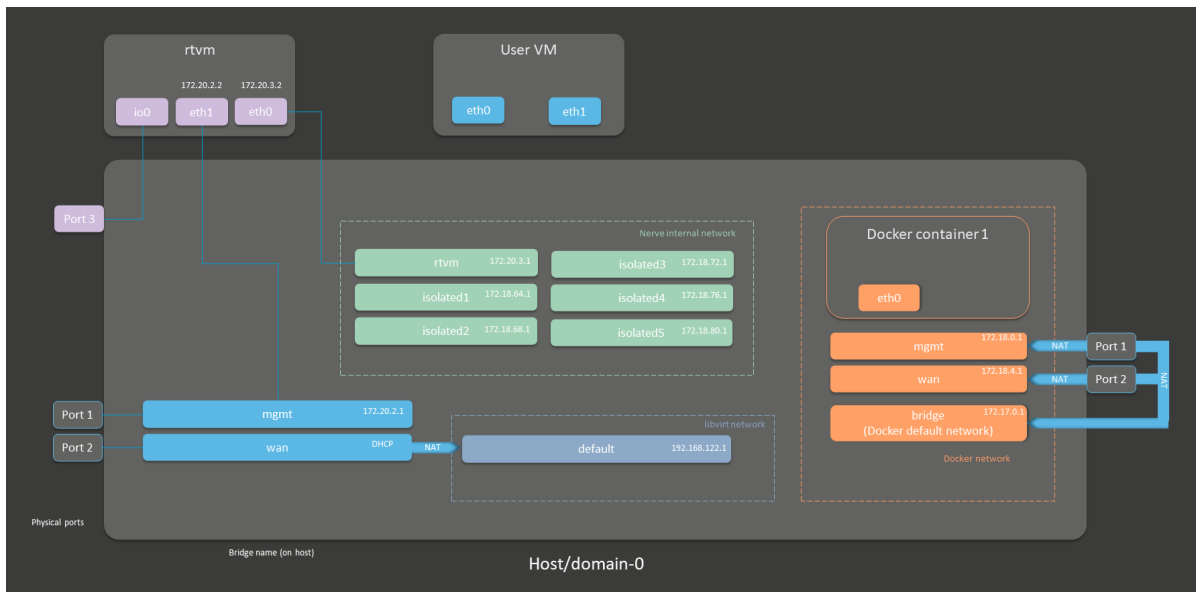 rtvm
172.20.2.2
172.20.3.2
io0
eth1
eth0
User VM
eth0
eth1
Port 3
Nerve internal network
rtvm
172.20.3.1
isolated3
172.18.72.1
isolated1
172.18.64.1
isolated4
172.18.76.1
isolated2
172.18.68.1
isolated5
172.18.80.1
Docker container 1
eth0
mgmt
172.18.0.1
NAT
Port 1
wan
172.18.4.1
NAT
Port 2
NAT
bridge
172.17.0.1
(Docker default network)
Docker network
Port 1
mgmt
172.20.2.1
Port 2
wan
DHCP
NAT
libvirt network
default
192.168.122.1
Physical ports
Bridge name (on host)
Host/domain-0